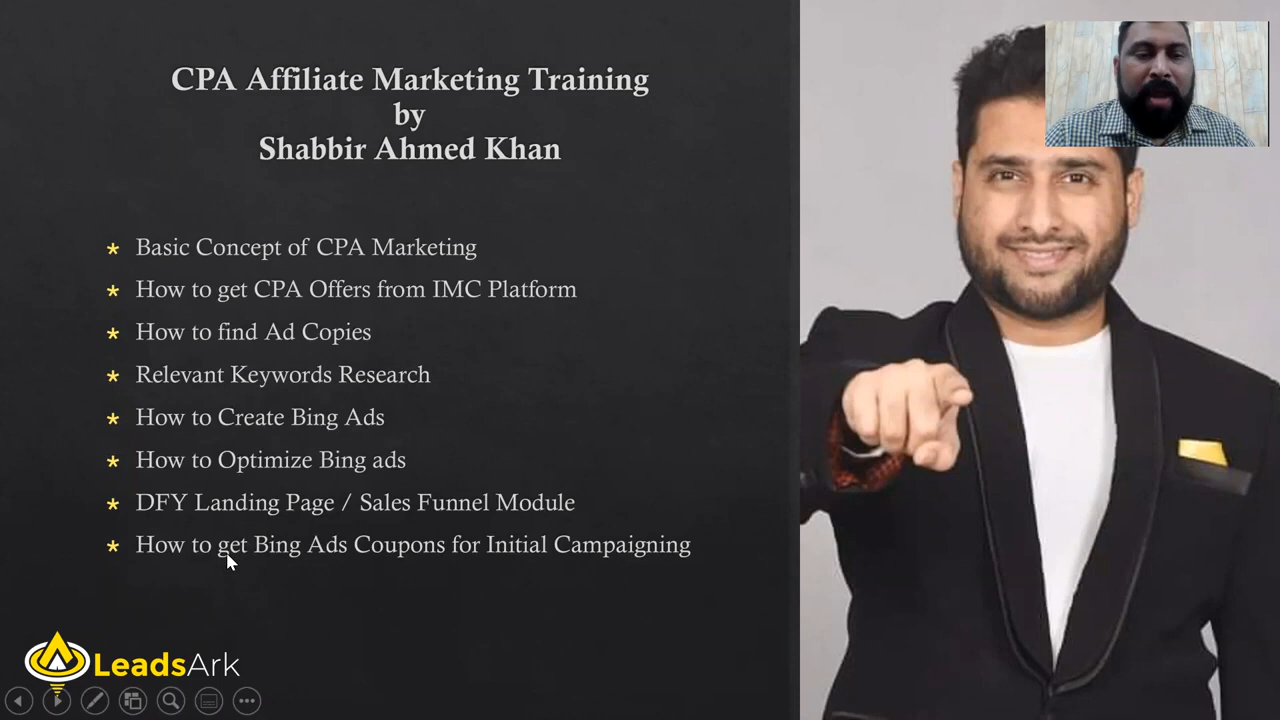 CPA Affiliate Marketing Training
by
Shabbir Ahmed Khan
Basic Concept of CPA Marketing
How to get CPA Offers from IMC Platform
How to find Ad Copies
Relevant Keywords Research
How to Create Bing Ads
How to Optimize Bing ads
DFY Landing Page / Sales Funnel Module
How to get Bing Ads Coupons for Initial Campaigning
LeadsArk